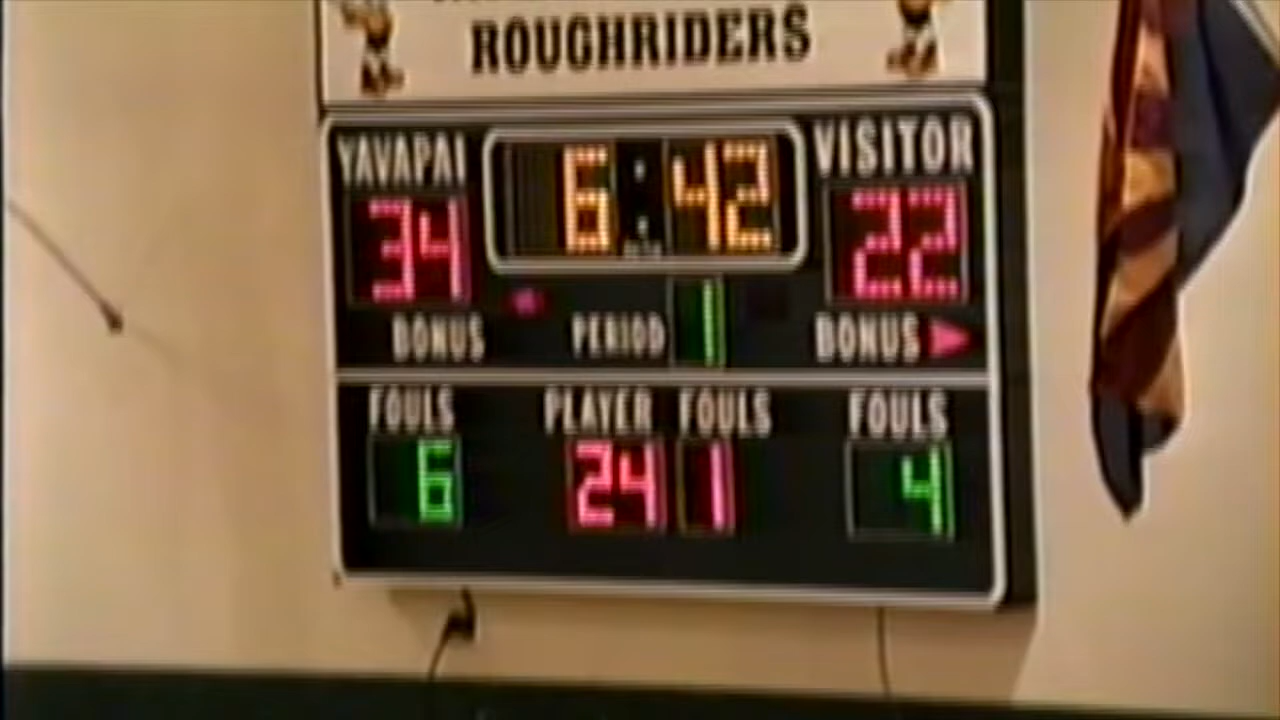 ROUGHRIDERS
YAVAPAI 6:42 VISITOR
34 22
BONUS PERIOD 1 BONUS
FOULS PLAYER FOULS FOULS
6 24 1 4